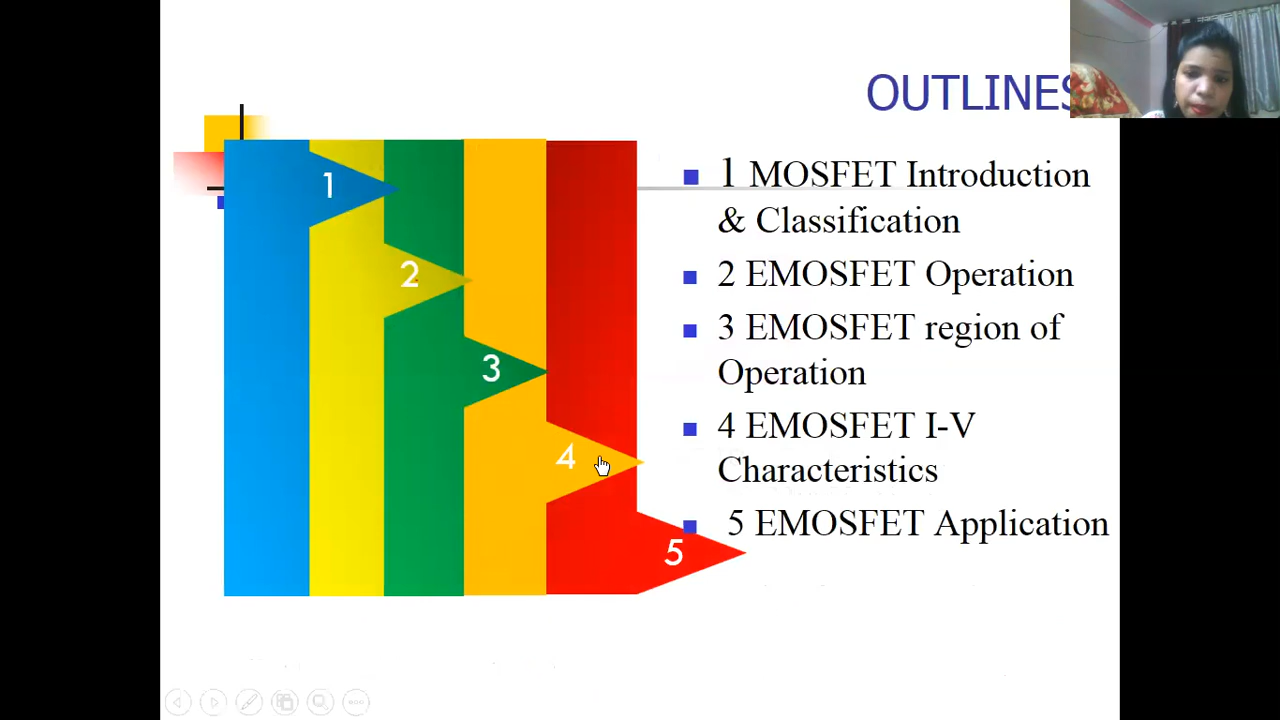 OUTLINES
1 MOSFET Introduction
& Classification
2 EMOSFET Operation
3 EMOSFET region of
Operation
4 EMOSFET I-V
Characteristics
5 EMOSFET Application
1
2
3
4
5